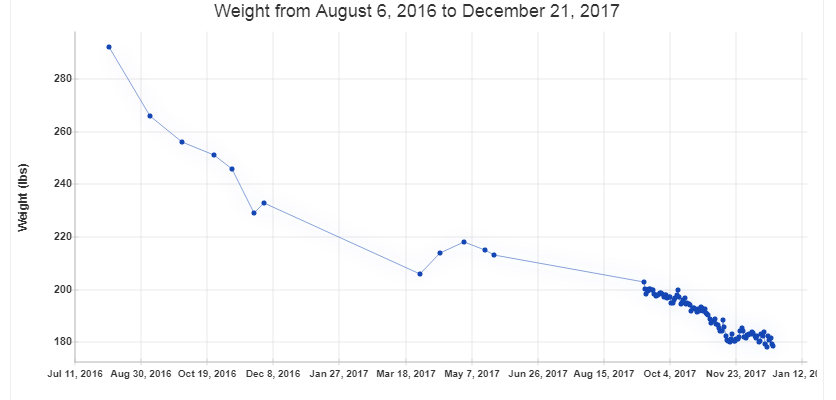 Weight from August 6, 2016 to December 21, 2017
Weight (lbs)
280
260
240
220
200
180
Jul 11, 2016 Aug 30, 2016 Oct 19, 2016 Dec 8, 2016 Jan 27, 2017 Mar 18, 2017 May 7, 2017 Jun 26, 2017 Aug 15, 2017 Oct 4, 2017 Nov 23, 2017 Jan 12,